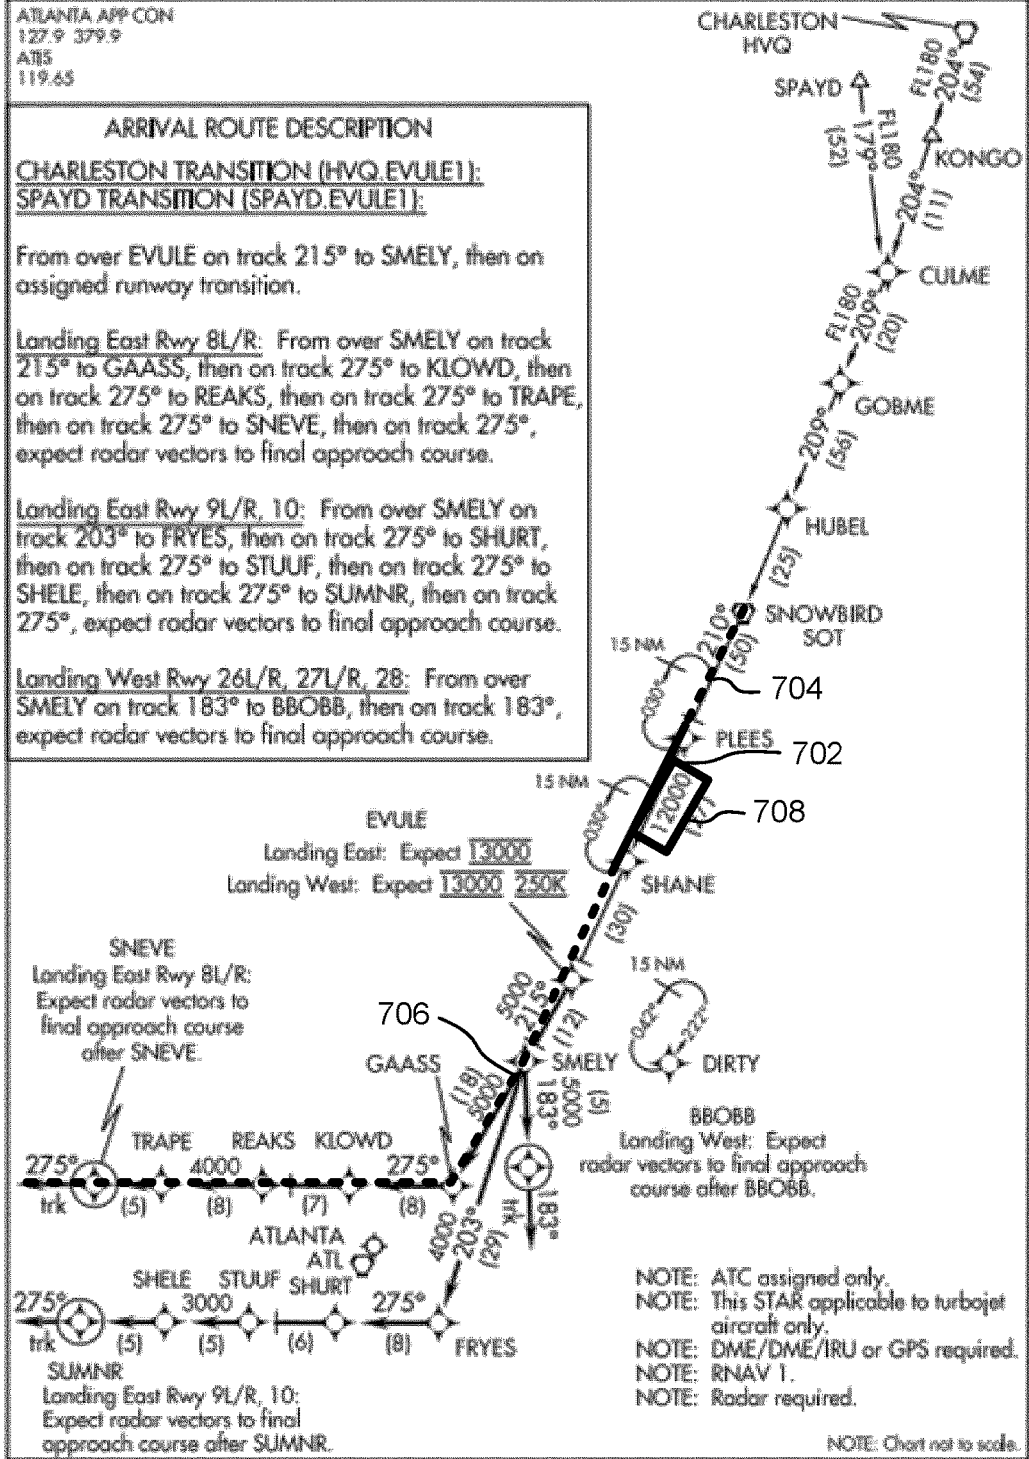 ATLANTA APP CON
127.9 379.9
ATIS
119.65
CHARLESTON
HVQ
SPAYD
FL180
204°
(54)
FL180
179°
(52)
KONGO
204°
(11)
CULME
FL180
209°
(20)
GOBME
209°
(56)
HUBEL
(25)
SNOWBIRD
SOT
ARRIVAL ROUTE DESCRIPTION
CHARLESTON TRANSITION (HVQ.EVULE1):
SPAYD TRANSITION (SPAYD.EVULE1):
From over EVULE on track 215° to SMELY, then on
assigned runway transition.
Landing East Rwy 8L/R: From over SMELY on track
215° to GAASS, then on track 275° to KLOWD, then
on track 275° to REAKS, then on track 275° to TRAPE,
then on track 275° to SNEVE, then on track 275°,
expect radar vectors to final approach course.
Landing East Rwy 9L/R, 10: From over SMELY on
track 203° to FRYES, then on track 275° to SHURT,
then on track 275° to STUUF, then on track 275° to
SHELE, then on track 275° to SUMNR, then on track
275°, expect radar vectors to final approach course.
Landing West Rwy 26L/R, 27L/R, 28: From over
SMELY on track 183° to BBOBB, then on track 183°,
expect radar vectors to final approach course.
210°
(50)
15 NM
030°
704
PLEES
702
15 NM
030°
12000
708
SHANE
(30)
EVULE
Landing East: Expect 13000
Landing West: Expect 13000 250K
5000
215°
(12)
15 NM
042°
222°
DIRTY
706
SMELY
SNEVE
Landing East Rwy 8L/R:
Expect radar vectors to
final approach course
after SNEVE.
GAASS
(18)
5000
(5)
5000
183°
BBOBB
Landing West: Expect
radar vectors to final approach
course after BBOBB.
trk
183°
TRAPE REAKS KLOWD
275° 4000 275°
trk (5) (8) (7) (8)
4000
203°
(29)
ATLANTA
ATL
SHELE STUUF SHURT
275° 3000 275°
trk (5) (5) (6) (8) FRYES
SUMNR
Landing East Rwy 9L/R, 10:
Expect radar vectors to final
approach course after SUMNR.
NOTE: ATC assigned only.
NOTE: This STAR applicable to turbojet
aircraft only.
NOTE: DME/DME/IRU or GPS required.
NOTE: RNAV 1.
NOTE: Radar required.
NOTE: Chart not to scale.